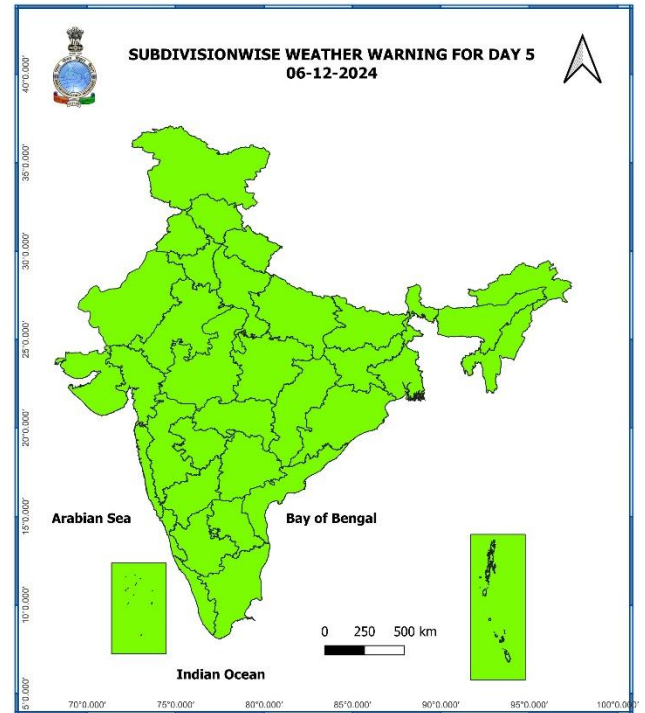 SUBDIVISIONWISE WEATHER WARNING FOR DAY 5
06-12-2024
40°0.000'
35°0.000'
30°0.000'
25°0.000'
20°0.000'
15°0.000'
10°0.000'
5°0.000'
Arabian Sea
Bay of Bengal
0 250 500 km
Indian Ocean
70°0.000' 75°0.000' 80°0.000' 85°0.000' 90°0.000' 95°0.000' 100°0.000'